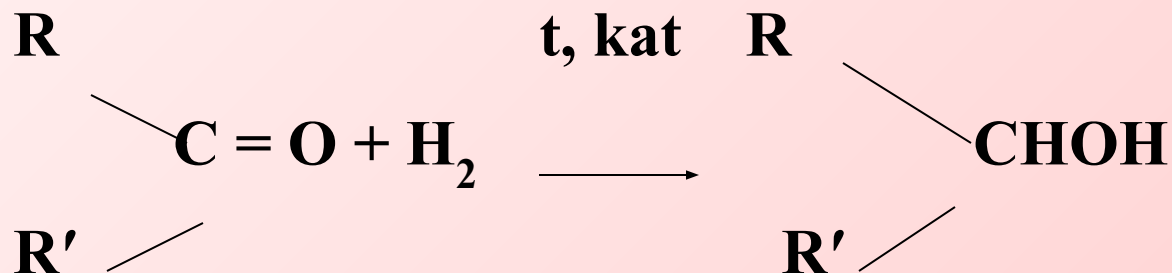 R t, kat R
C = O + H₂ CHOH
R′ R′